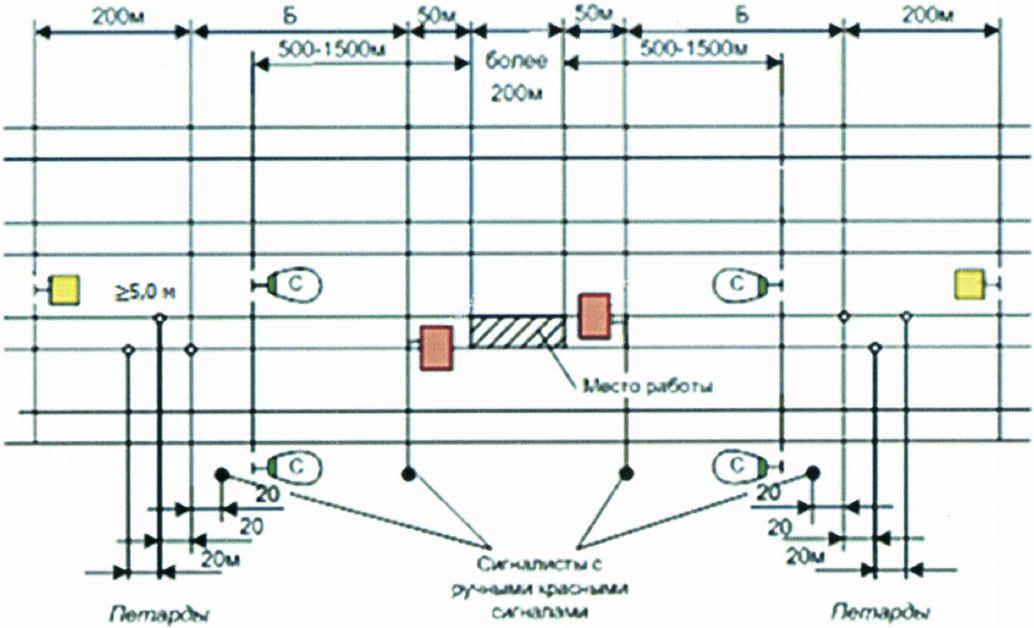 200м Б 50м 50м Б 200м
500-1500м более 500-1500м
200м
С С
≥5,0 м
Место работы
С С
20 20
20 20
20м 20м
Сигналисты с
ручными красными
сигналами
Петарды Петарды